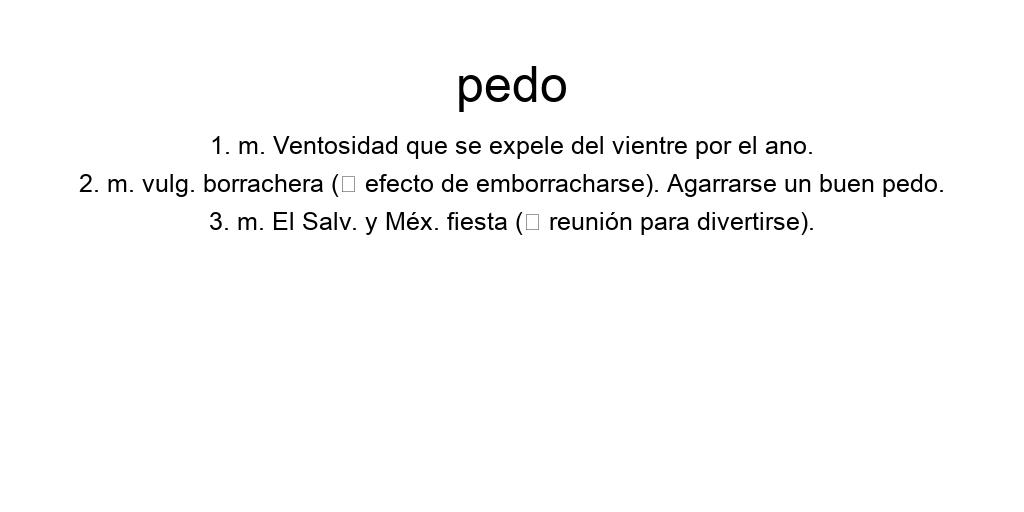 pedo
1. m. Ventosidad que se expele del vientre por el ano.
2. m. vulg. borrachera (□ efecto de emborracharse). Agarrarse un buen pedo.
3. m. El Salv. y Méx. fiesta (□ reunión para divertirse).